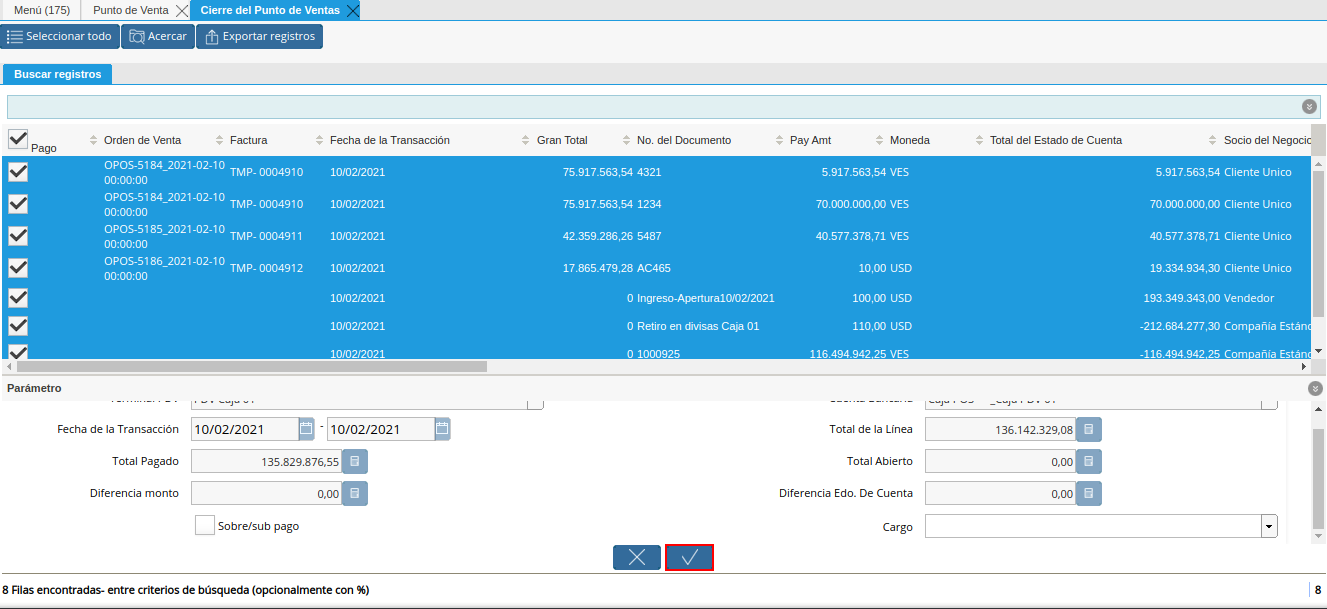 Menú (175) Punto de Venta Cierre del Punto de Ventas
Seleccionar todo Acercar Exportar registros
Buscar registros
Pago Orden de Venta Factura Fecha de la Transacción Gran Total No. del Documento Pay Amt Moneda Total del Estado de Cuenta Socio del Negocio
OPOS-5184_2021-02-10
00:00:00 TMP- 0004910 10/02/2021 75.917.563,54 4321 5.917.563,54 VES 5.917.563,54 Cliente Unico
OPOS-5184_2021-02-10
00:00:00 TMP- 0004910 10/02/2021 75.917.563,54 1234 70.000.000,00 VES 70.000.000,00 Cliente Unico
OPOS-5185_2021-02-10
00:00:00 TMP- 0004911 10/02/2021 42.359.286,26 5487 40.577.378,71 VES 40.577.378,71 Cliente Unico
OPOS-5186_2021-02-10
00:00:00 TMP- 0004912 10/02/2021 17.865.479,28 AC465 10,00 USD 19.334.934,30 Cliente Unico
10/02/2021 0 Ingreso-Apertura10/02/2021 100,00 USD 193.349.343,00 Vendedor
10/02/2021 0 Retiro en divisas Caja 01 110,00 USD -212.684.277,30 Compañía Estánd
10/02/2021 0 1000925 116.494.942,25 VES -116.494.942,25 Compañía Estánd
Parámetro
Fecha de la Transacción 10/02/2021 - 10/02/2021 Total de la Línea 136.142.329,08
Total Pagado 135.829.876,55 Total Abierto 0,00
Diferencia monto 0,00 Diferencia Edo. De Cuenta 0,00
Sobre/sub pago Cargo
8 Filas encontradas- entre criterios de búsqueda (opcionalmente con %) 8